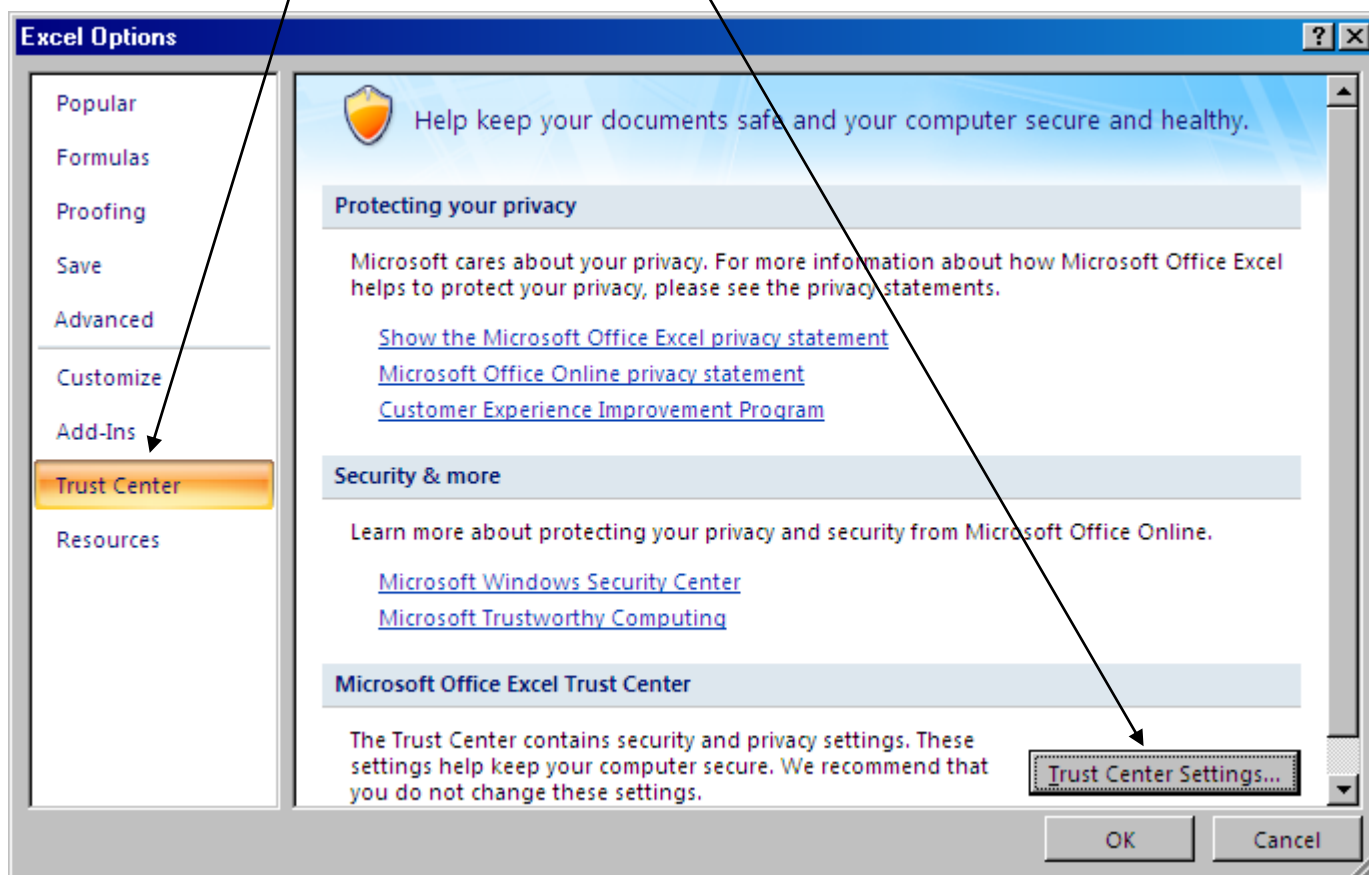 Excel Options
Popular
Formulas
Proofing
Save
Advanced
Customize
Add-Ins
Trust Center
Resources
Help keep your documents safe and your computer secure and healthy.
Protecting your privacy
Microsoft cares about your privacy. For more information about how Microsoft Office Excel
helps to protect your privacy, please see the privacy statements.
Show the Microsoft Office Excel privacy statement
Microsoft Office Online privacy statement
Customer Experience Improvement Program
Security & more
Learn more about protecting your privacy and security from Microsoft Office Online.
Microsoft Windows Security Center
Microsoft Trustworthy Computing
Microsoft Office Excel Trust Center
The Trust Center contains security and privacy settings. These
settings help keep your computer secure. We recommend that
you do not change these settings.
Trust Center Settings...
OK
Cancel